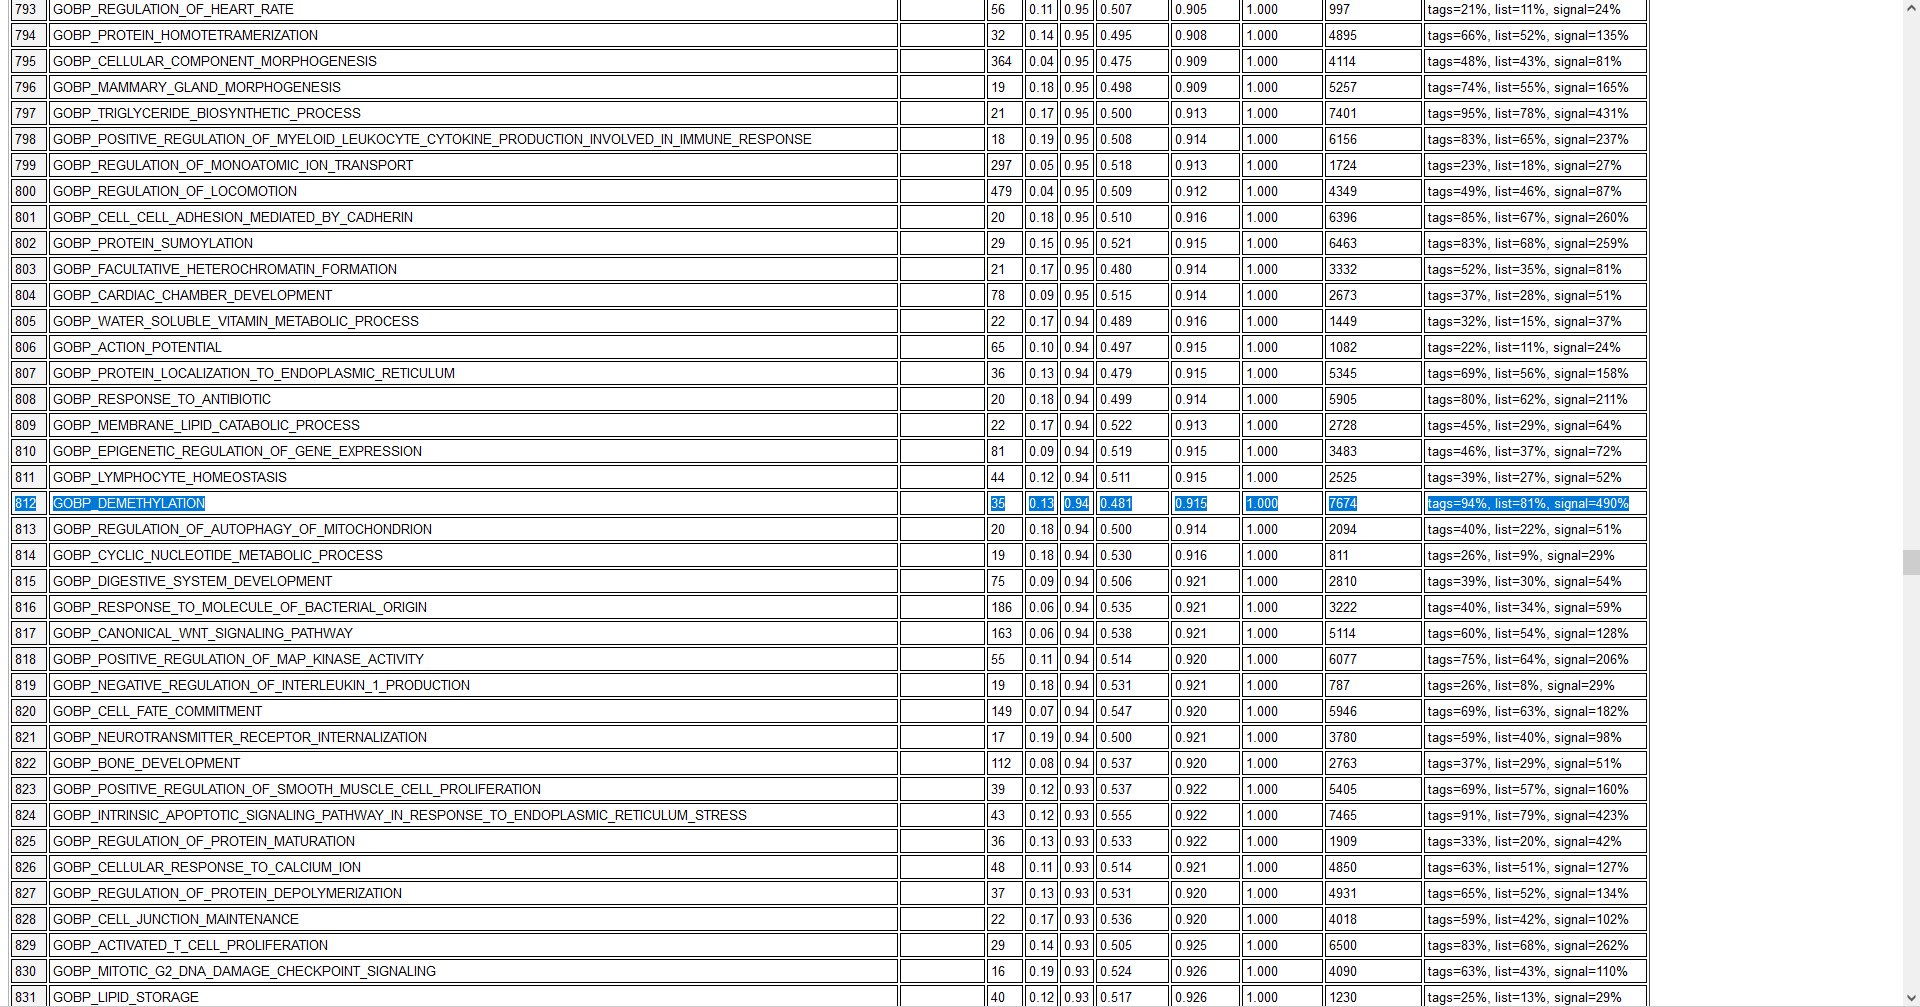 793 GOBP_REGULATION_OF_HEART_RATE 56 0.11 0.95 0.507 0.905 1.000 997 tags=21%, list=11%, signal=24%
794 GOBP_PROTEIN_HOMOTETRAMERIZATION 32 0.14 0.95 0.495 0.908 1.000 4895 tags=66%, list=52%, signal=135%
795 GOBP_CELLULAR_COMPONENT_MORPHOGENESIS 364 0.04 0.95 0.475 0.909 1.000 4114 tags=48%, list=43%, signal=81%
796 GOBP_MAMMARY_GLAND_MORPHOGENESIS 19 0.18 0.95 0.498 0.909 1.000 5257 tags=74%, list=55%, signal=165%
797 GOBP_TRIGLYCERIDE_BIOSYNTHETIC_PROCESS 21 0.17 0.95 0.500 0.913 1.000 7401 tags=95%, list=78%, signal=431%
798 GOBP_POSITIVE_REGULATION_OF_MYELOID_LEUKOCYTE_CYTOKINE_PRODUCTION_INVOLVED_IN_IMMUNE_RESPONSE 18 0.19 0.95 0.508 0.914 1.000 6156 tags=83%, list=65%, signal=237%
799 GOBP_REGULATION_OF_MONOATOMIC_ION_TRANSPORT 297 0.05 0.95 0.518 0.913 1.000 1724 tags=23%, list=18%, signal=27%
800 GOBP_REGULATION_OF_LOCOMOTION 479 0.04 0.95 0.509 0.912 1.000 4349 tags=49%, list=46%, signal=87%
801 GOBP_CELL_CELL_ADHESION_MEDIATED_BY_CADHERIN 20 0.18 0.95 0.510 0.916 1.000 6396 tags=85%, list=67%, signal=260%
802 GOBP_PROTEIN_SUMOYLATION 29 0.15 0.95 0.521 0.915 1.000 6463 tags=83%, list=68%, signal=259%
803 GOBP_FACULTATIVE_HETEROCHROMATIN_FORMATION 21 0.17 0.95 0.480 0.914 1.000 3332 tags=52%, list=35%, signal=81%
804 GOBP_CARDIAC_CHAMBER_DEVELOPMENT 78 0.09 0.95 0.515 0.914 1.000 2673 tags=37%, list=28%, signal=51%
805 GOBP_WATER_SOLUBLE_VITAMIN_METABOLIC_PROCESS 22 0.17 0.94 0.489 0.916 1.000 1449 tags=32%, list=15%, signal=37%
806 GOBP_ACTION_POTENTIAL 65 0.10 0.94 0.497 0.915 1.000 1082 tags=22%, list=11%, signal=24%
807 GOBP_PROTEIN_LOCALIZATION_TO_ENDOPLASMIC_RETICULUM 36 0.13 0.94 0.479 0.915 1.000 5345 tags=69%, list=56%, signal=158%
808 GOBP_RESPONSE_TO_ANTIBIOTIC 20 0.18 0.94 0.499 0.914 1.000 5905 tags=80%, list=62%, signal=211%
809 GOBP_MEMBRANE_LIPID_CATABOLIC_PROCESS 22 0.17 0.94 0.522 0.913 1.000 2728 tags=45%, list=29%, signal=64%
810 GOBP_EPIGENETIC_REGULATION_OF_GENE_EXPRESSION 81 0.09 0.94 0.519 0.915 1.000 3483 tags=46%, list=37%, signal=72%
811 GOBP_LYMPHOCYTE_HOMEOSTASIS 44 0.12 0.94 0.511 0.915 1.000 2525 tags=39%, list=27%, signal=52%
812 GOBP_DEMETHYLATION 35 0.13 0.94 0.481 0.915 1.000 7674 tags=94%, list=81%, signal=490%
813 GOBP_REGULATION_OF_AUTOPHAGY_OF_MITOCHONDRION 20 0.18 0.94 0.500 0.914 1.000 2094 tags=40%, list=22%, signal=51%
814 GOBP_CYCLIC_NUCLEOTIDE_METABOLIC_PROCESS 19 0.18 0.94 0.530 0.916 1.000 811 tags=26%, list=9%, signal=29%
815 GOBP_DIGESTIVE_SYSTEM_DEVELOPMENT 75 0.09 0.94 0.506 0.921 1.000 2810 tags=39%, list=30%, signal=54%
816 GOBP_RESPONSE_TO_MOLECULE_OF_BACTERIAL_ORIGIN 186 0.06 0.94 0.535 0.921 1.000 3222 tags=40%, list=34%, signal=59%
817 GOBP_CANONICAL_WNT_SIGNALING_PATHWAY 163 0.06 0.94 0.538 0.921 1.000 5114 tags=60%, list=54%, signal=128%
818 GOBP_POSITIVE_REGULATION_OF_MAP_KINASE_ACTIVITY 55 0.11 0.94 0.514 0.920 1.000 6077 tags=75%, list=64%, signal=206%
819 GOBP_NEGATIVE_REGULATION_OF_INTERLEUKIN_1_PRODUCTION 19 0.18 0.94 0.531 0.921 1.000 787 tags=26%, list=8%, signal=29%
820 GOBP_CELL_FATE_COMMITMENT 149 0.07 0.94 0.547 0.920 1.000 5946 tags=69%, list=63%, signal=182%
821 GOBP_NEUROTRANSMITTER_RECEPTOR_INTERNALIZATION 17 0.19 0.94 0.500 0.921 1.000 3780 tags=59%, list=40%, signal=98%
822 GOBP_BONE_DEVELOPMENT 112 0.08 0.94 0.537 0.920 1.000 2763 tags=37%, list=29%, signal=51%
823 GOBP_POSITIVE_REGULATION_OF_SMOOTH_MUSCLE_CELL_PROLIFERATION 39 0.12 0.93 0.537 0.922 1.000 5405 tags=69%, list=57%, signal=160%
824 GOBP_INTRINSIC_APOPTOTIC_SIGNALING_PATHWAY_IN_RESPONSE_TO_ENDOPLASMIC_RETICULUM_STRESS 43 0.12 0.93 0.555 0.922 1.000 7465 tags=91%, list=79%, signal=423%
825 GOBP_REGULATION_OF_PROTEIN_MATURATION 36 0.13 0.93 0.533 0.922 1.000 1909 tags=33%, list=20%, signal=42%
826 GOBP_CELLULAR_RESPONSE_TO_CALCIUM_ION 48 0.11 0.93 0.514 0.921 1.000 4850 tags=63%, list=51%, signal=127%
827 GOBP_REGULATION_OF_PROTEIN_DEPOLYMERIZATION 37 0.13 0.93 0.531 0.920 1.000 4931 tags=65%, list=52%, signal=134%
828 GOBP_CELL_JUNCTION_MAINTENANCE 22 0.17 0.93 0.536 0.920 1.000 4018 tags=59%, list=42%, signal=102%
829 GOBP_ACTIVATED_T_CELL_PROLIFERATION 29 0.14 0.93 0.505 0.925 1.000 6500 tags=83%, list=68%, signal=262%
830 GOBP_MITOTIC_G2_DNA_DAMAGE_CHECKPOINT_SIGNALING 16 0.19 0.93 0.524 0.926 1.000 4090 tags=63%, list=43%, signal=110%
831 GOBP_LIPID_STORAGE 40 0.12 0.93 0.517 0.926 1.000 1230 tags=25%, list=13%, signal=29%